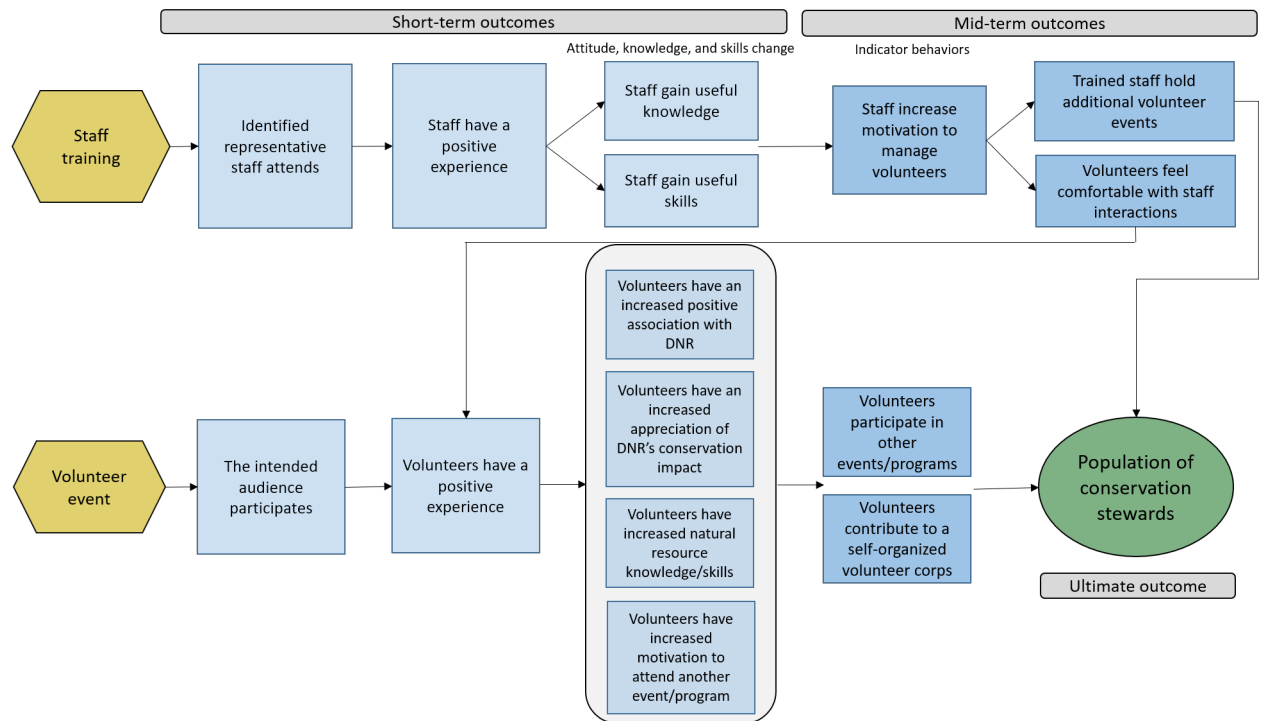 Short-term outcomes
Mid-term outcomes
Attitude, knowledge, and skills change
Indicator behaviors
Staff
training
Identified
representative
staff attends
Staff have a
positive
experience
Staff gain useful
knowledge
Staff gain useful
skills
Staff increase
motivation to
manage
volunteers
Trained staff hold
additional volunteer
events
Volunteers feel
comfortable with staff
interactions
Volunteer
event
The intended
audience
participates
Volunteers have a
positive
experience
Volunteers have an
increased positive
association with
DNR
Volunteers have an
increased
appreciation of
DNR’s conservation
impact
Volunteers have
increased natural
resource
knowledge/skills
Volunteers have
increased
motivation to
attend another
event/program
Volunteers
participate in
other
events/programs
Volunteers
contribute to a
self-organized
volunteer corps
Population of
conservation
stewards
Ultimate outcome